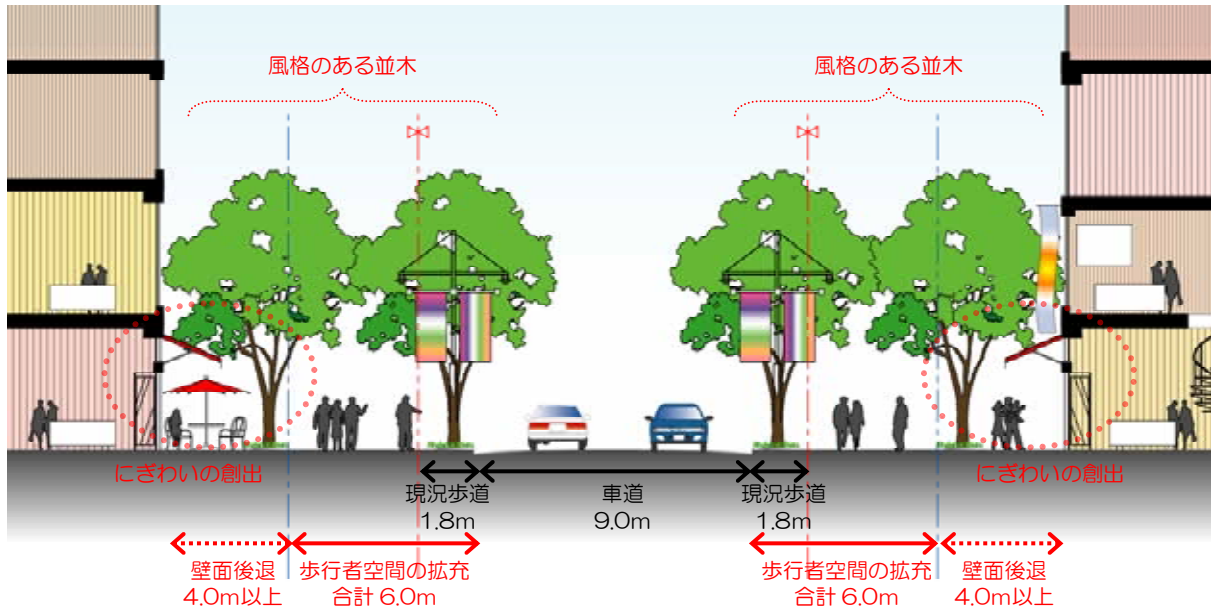 風格のある並木
風格のある並木
にぎわいの創出
にぎわいの創出
現況歩道
1.8m
車道
9.0m
現況歩道
1.8m
壁面後退
4.0m以上
歩行者空間の拡充
合計 6.0m
歩行者空間の拡充
合計 6.0m
壁面後退
4.0m以上